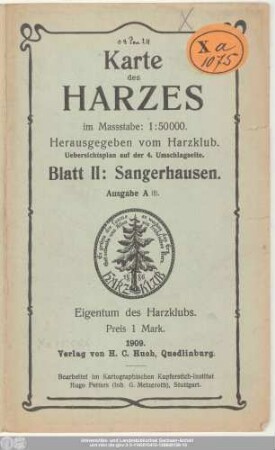 X
X a
1075
Karte
des
HARZES
im Massstabe: 1:50000.
Herausgegeben vom Harzklub.
Uebersichtsplan auf der 4. Umschlagseite.
Blatt II: Sangerhausen.
Ausgabe A
HARZKLUB
Eigentum des Harzklubs.
Preis 1 Mark.
1909.
Verlag von H. C. Huch, Quedlinburg.
Bearbeitet im Kartographischen Kupferstich-Institut
Hugo Petters (Inh. G. Metzeroth), Stuttgart.